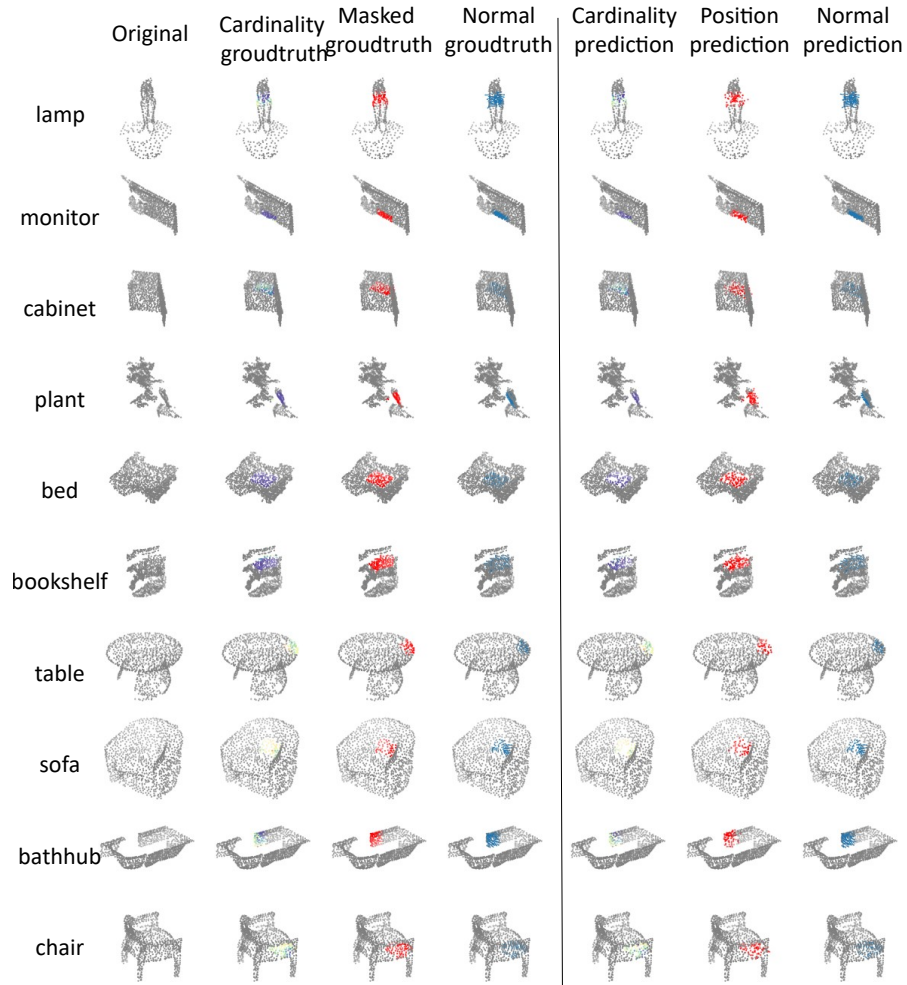 Original
Cardinality
groudtruth
Masked
groudtruth
Normal
groudtruth
Cardinality
prediction
Position
prediction
Normal
prediction
lamp
monitor
cabinet
plant
bed
bookshelf
table
sofa
bathhub
chair